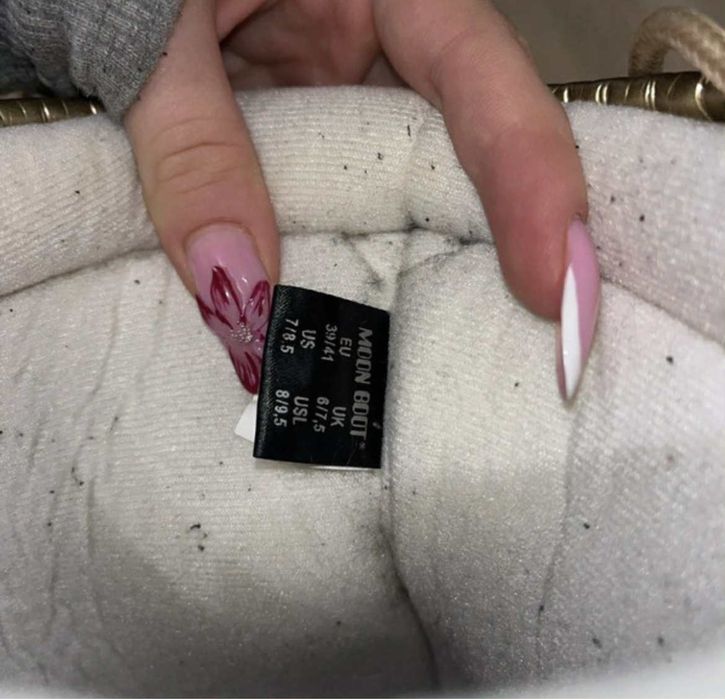 MOON BOOT
EU UK
39/41 6/7,5
US USL
7/8.5 8/9,5